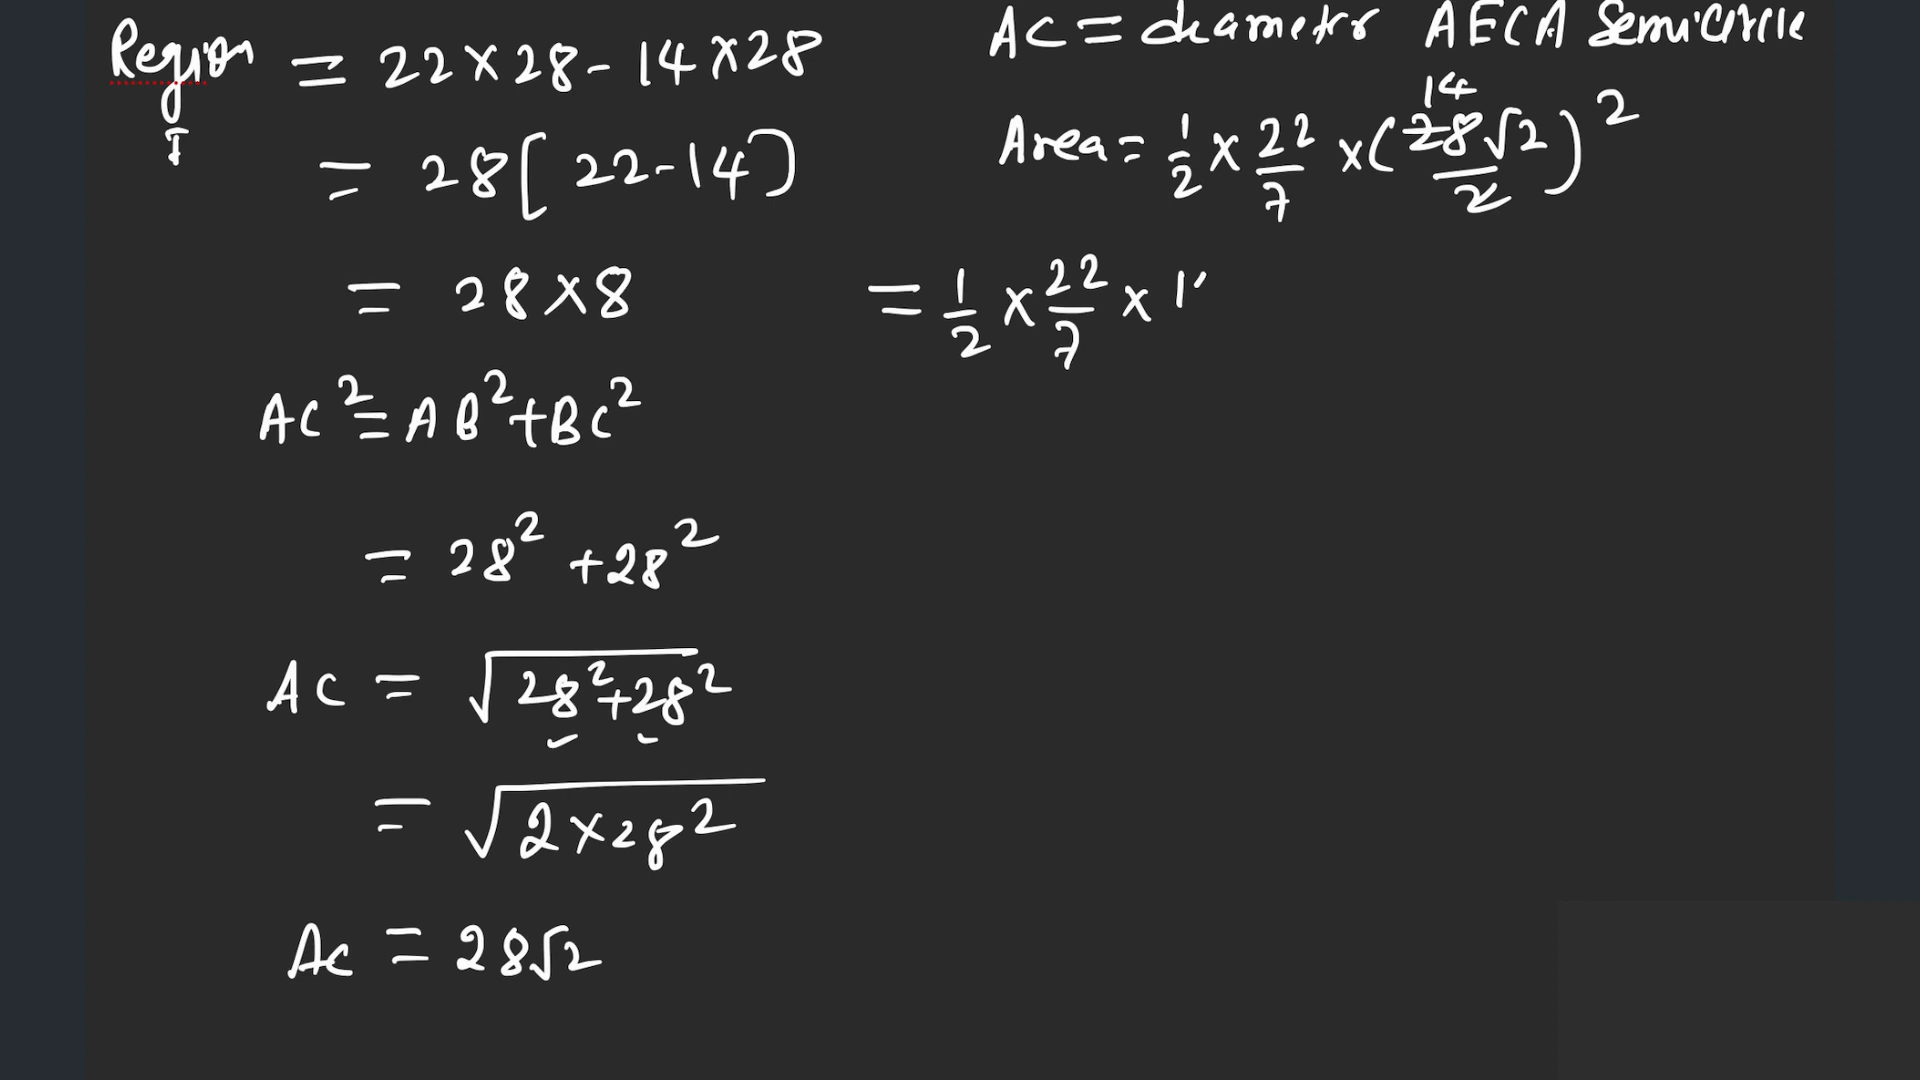 Region I = 22 × 28 - 14 × 28
= 28[22-14]
= 28 × 8
AC² = AB² + BC²
= 28² + 28²
AC = √28² + 28²
= √2 × 28²
AC = 28√2
AC = diameter AECA Semicircle
Area = 1/2 × 22/7 × (28√2/2)²
14
= 1/2 × 22/7 × 1'